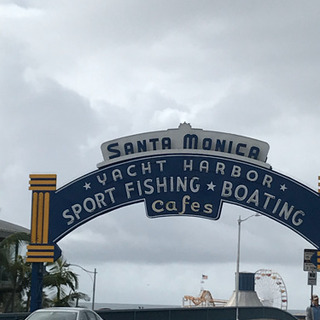 Santa Monica
★ YACHT HARBOR ★
SPORT FISHING ★ BOATING
Cafes